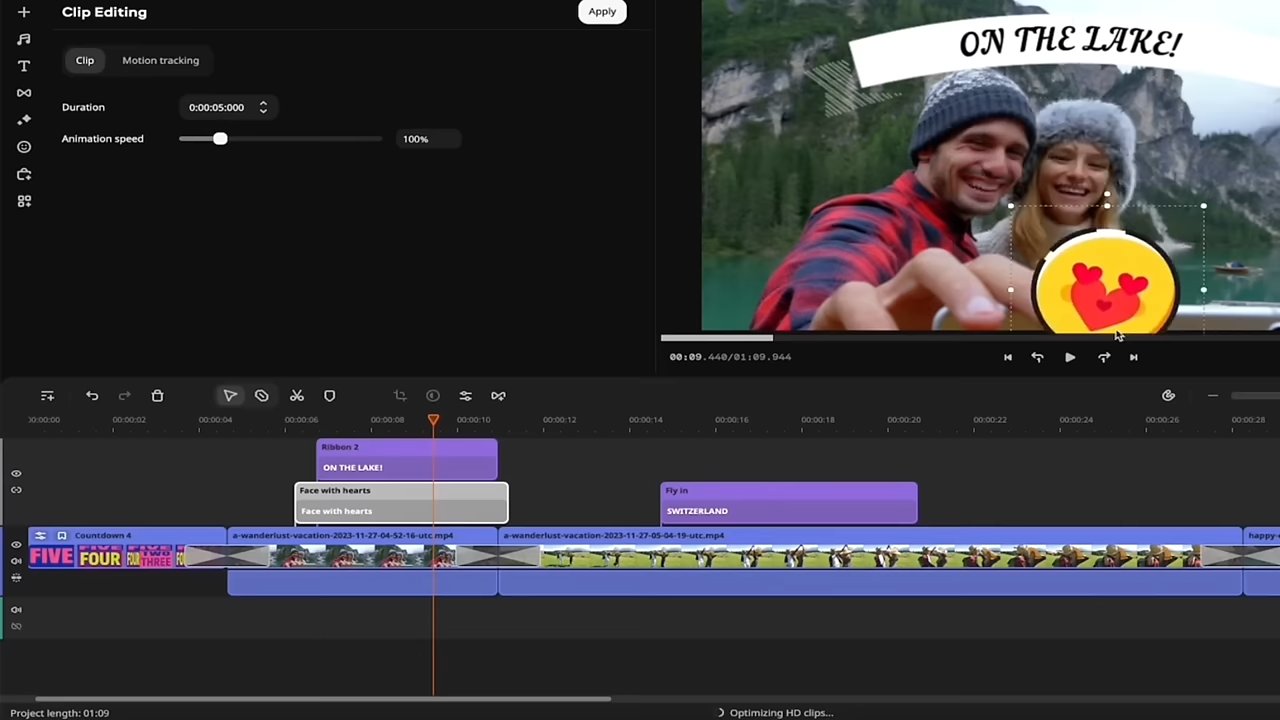 Clip Editing
Apply
Clip
Motion tracking
Duration
0:00:05:000
Animation speed
100%
ON THE LAKE!
00:09.440/01:09.944
00:00:00
00:00:02
00:00:04
00:00:06
00:00:08
00:00:10
00:00:12
00:00:14
00:00:16
00:00:18
00:00:20
00:00:22
00:00:24
00:00:26
00:00:28
Ribbon 2
ON THE LAKE!
Face with hearts
Face with hearts
Fly in
SWITZERLAND
Countdown 4
a-wanderlust-vacation-2023-11-27-04-52-16-utc.mp4
a-wanderlust-vacation-2023-11-27-05-04-19-utc.mp4
happy-
FIVE
FOUR
THREE
Project length: 01:09
Optimizing HD clips...